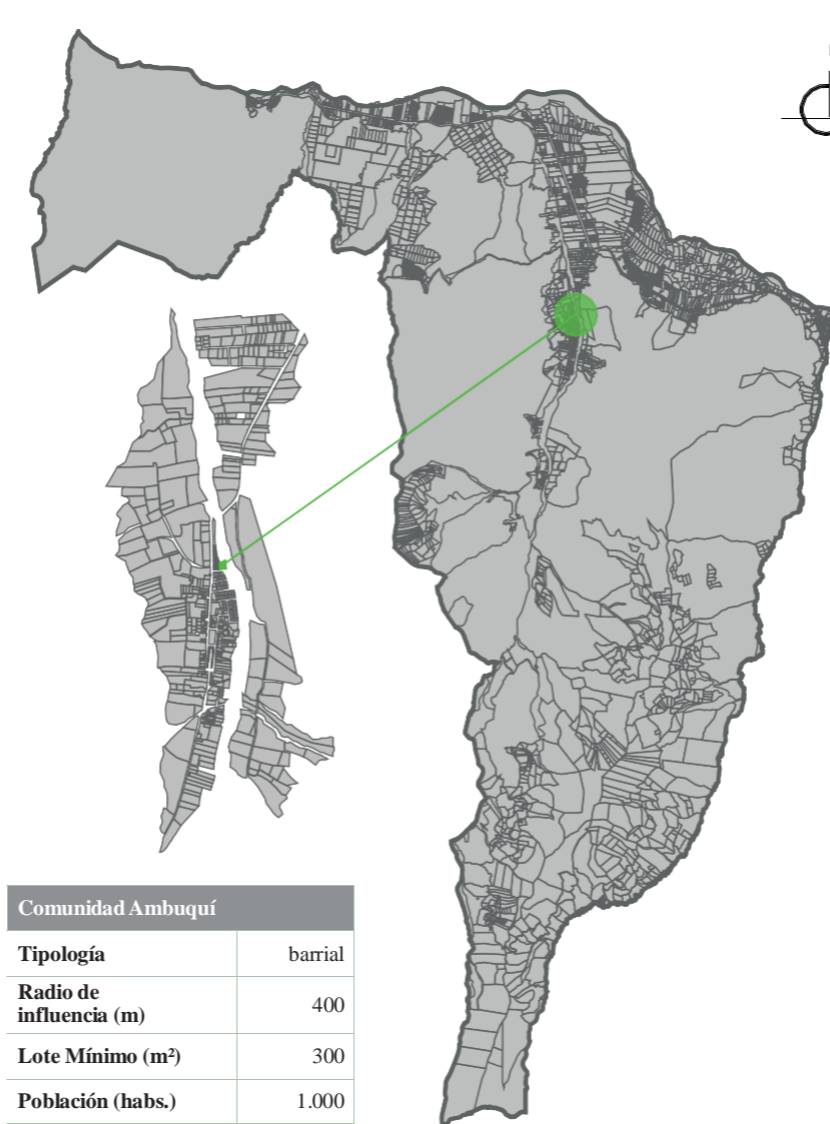 Comunidad Ambuquí
Tipología barrial
Radio de
influencia (m) 400
Lote Mínimo (m²) 300
Población (habs.) 1.000